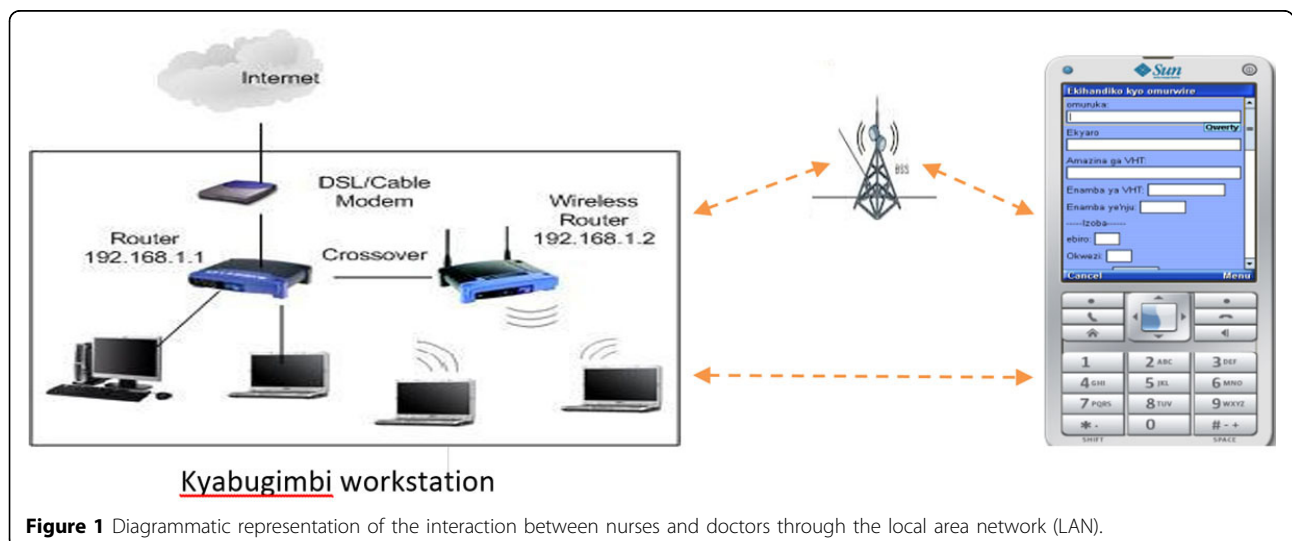 Internet
DSL/Cable
Modem
Wireless
Router
192.168.1.2
Router
192.168.1.1
Crossover
Kyabugimbi workstation
BSS
Sun
Ekihandiko kyo omurwire
omuruka:
Qwerty
Ekyaro
Amazina ga VHT:
Enamba ya VHT:
Enamba ye'nju:
-----Izoba------
ebiro:
Okwezi:
Cancel Menu
1 2 ABC 3 DEF
4 GHI 5 JKL 6 MNO
7 PQRS 8 TUV 9 WXYZ
* . 0 # - +
SHIFT SPACE
Figure 1 Diagrammatic representation of the interaction between nurses and doctors through the local area network (LAN).